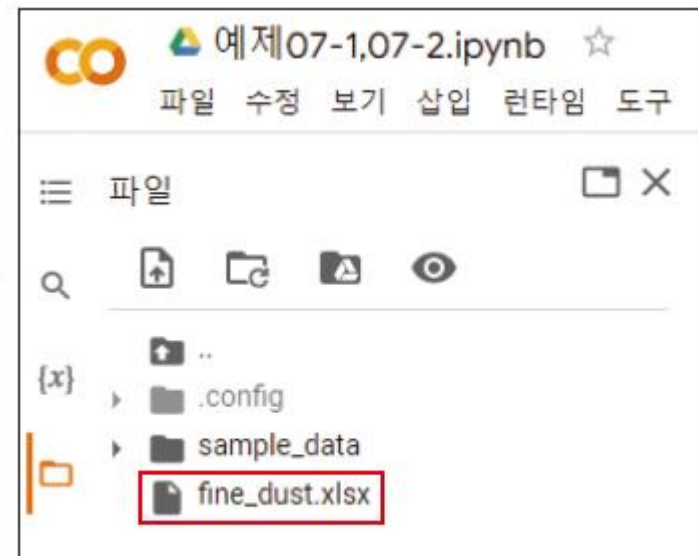 예제07-1,07-2.ipynb
파일 수정 보기 삽입 런타임 도구
파일
{x}
..
.config
sample_data
fine_dust.xlsx